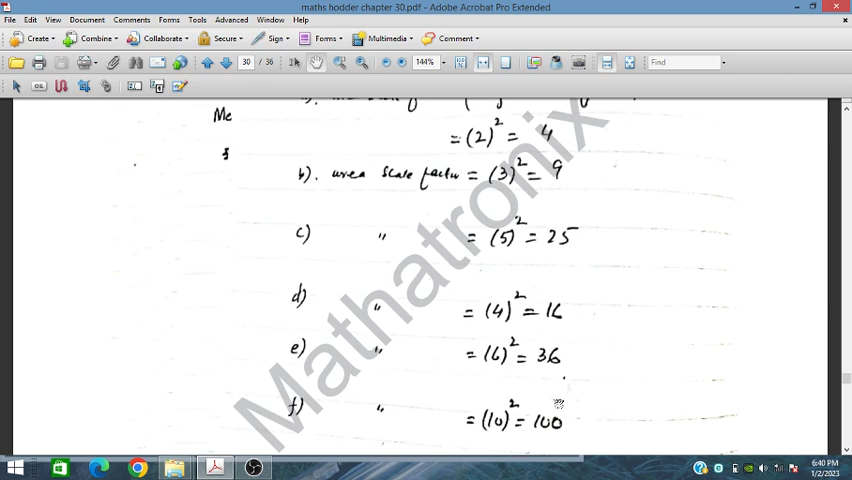 maths hodder chapter 30.pdf - Adobe Acrobat Pro Extended
File Edit View Document Comments Forms Tools Advanced Window Help
Create Combine Collaborate Secure Sign Forms Multimedia Comment
30 / 36 144% Find
Me
= (2)² = 4
b). area scale factor = (3)² = 9
c) " = (5)² = 25
d) " = (4)² = 16
e) " = (6)² = 36
f) " = (10)² = 100
Mathatronix
6:40 PM
1/2/2023